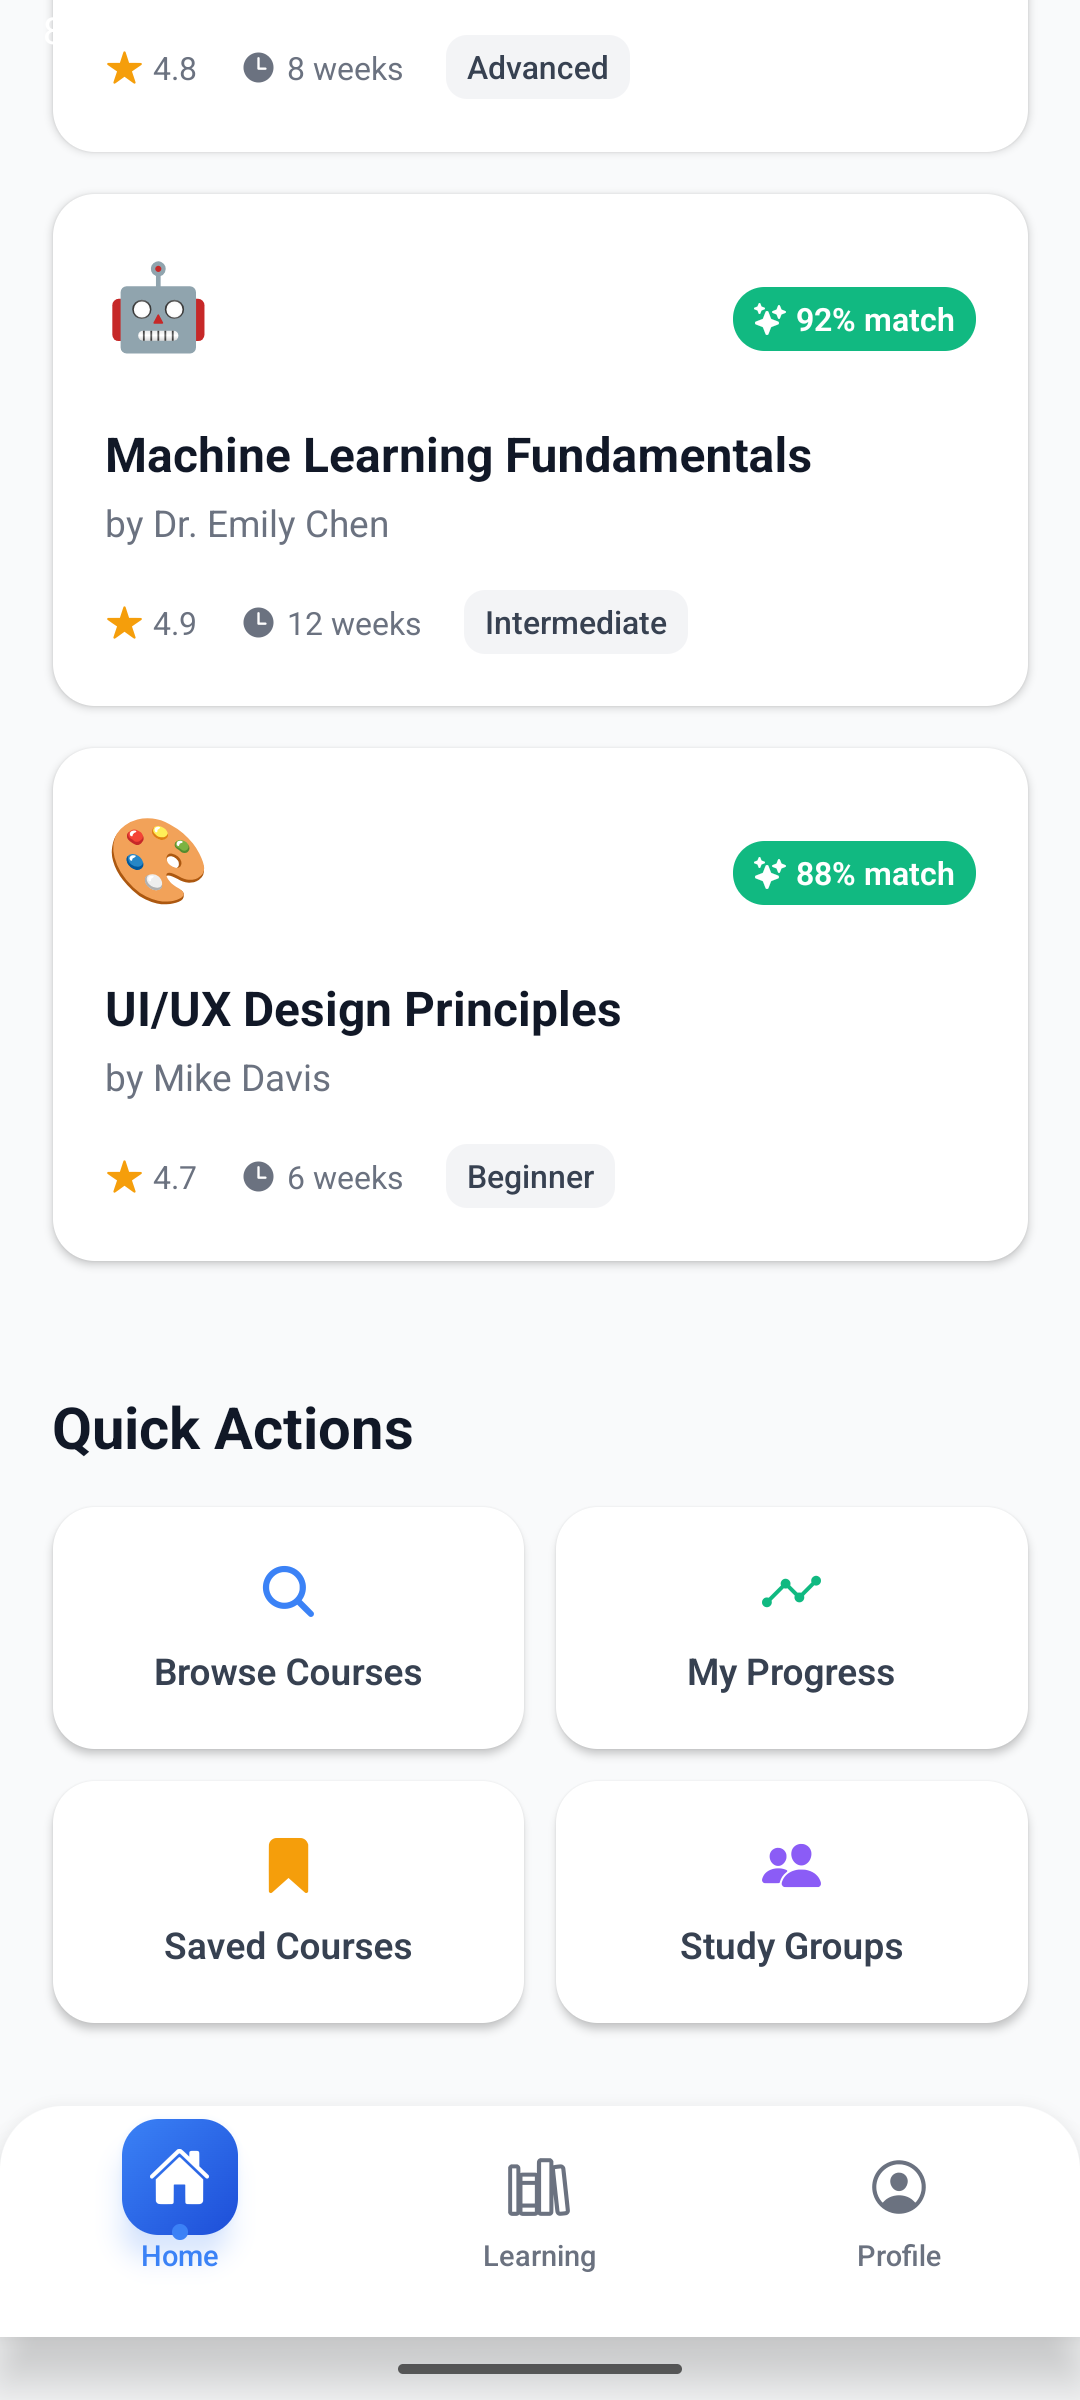 4.8
8 weeks
Advanced
92% match
Machine Learning Fundamentals
by Dr. Emily Chen
4.9
12 weeks
Intermediate
88% match
UI/UX Design Principles
by Mike Davis
4.7
6 weeks
Beginner
Quick Actions
Browse Courses
My Progress
Saved Courses
Study Groups
Home
Learning
Profile